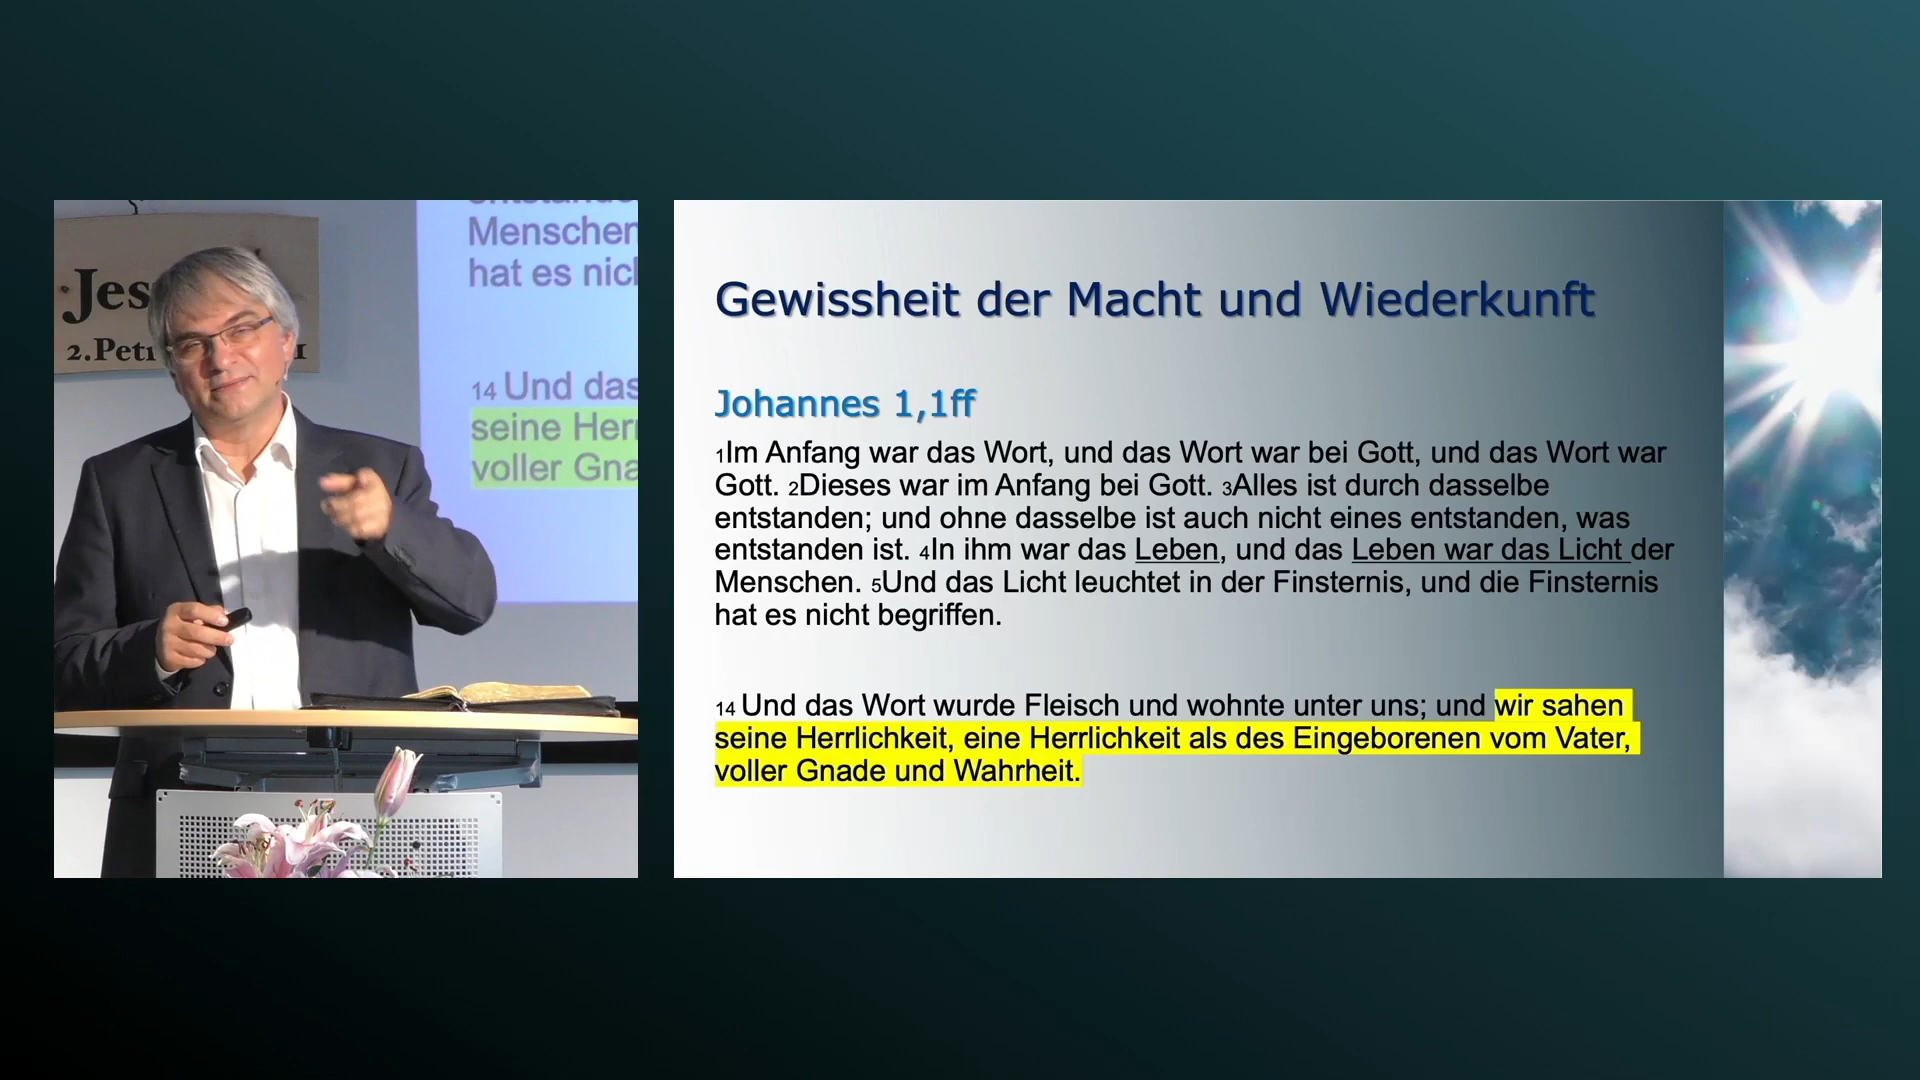 Jes
2.Petr
Menschen
hat es nich
14 Und das
seine Herr
voller Gna
Gewissheit der Macht und Wiederkunft
Johannes 1,1ff
1Im Anfang war das Wort, und das Wort war bei Gott, und das Wort war
Gott. 2Dieses war im Anfang bei Gott. 3Alles ist durch dasselbe
entstanden; und ohne dasselbe ist auch nicht eines entstanden, was
entstanden ist. 4In ihm war das Leben, und das Leben war das Licht der
Menschen. 5Und das Licht leuchtet in der Finsternis, und die Finsternis
hat es nicht begriffen.
14 Und das Wort wurde Fleisch und wohnte unter uns; und wir sahen
seine Herrlichkeit, eine Herrlichkeit als des Eingeborenen vom Vater,
voller Gnade und Wahrheit.